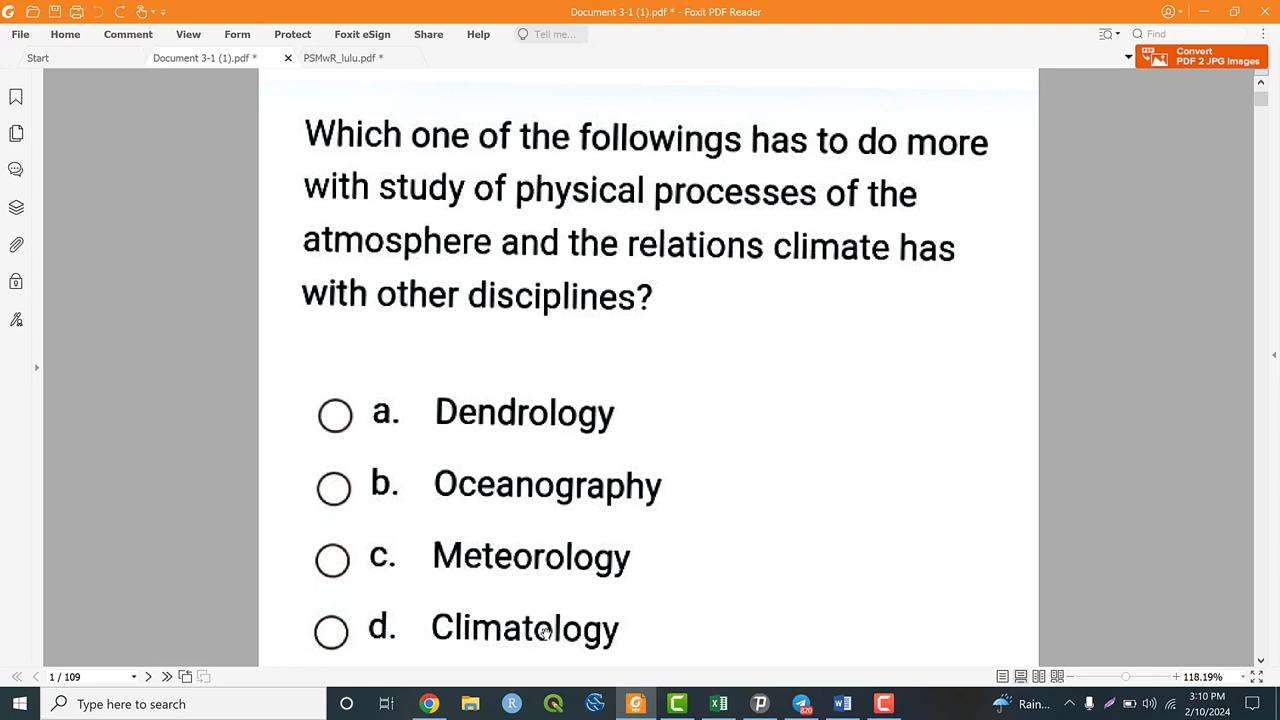 Document 3-1 (1).pdf * - Foxit PDF Reader
File Home Comment View Form Protect Foxit eSign Share Help Tell me... Find
Start Document 3-1 (1).pdf * PSMwR_lulu.pdf * Convert
PDF 2 JPG Images
Which one of the followings has to do more
with study of physical processes of the
atmosphere and the relations climate has
with other disciplines?
a. Dendrology
b. Oceanography
c. Meteorology
d. Climatology
1 / 109 118.19%
Type here to search 820 Rain... 3:10 PM
2/10/2024